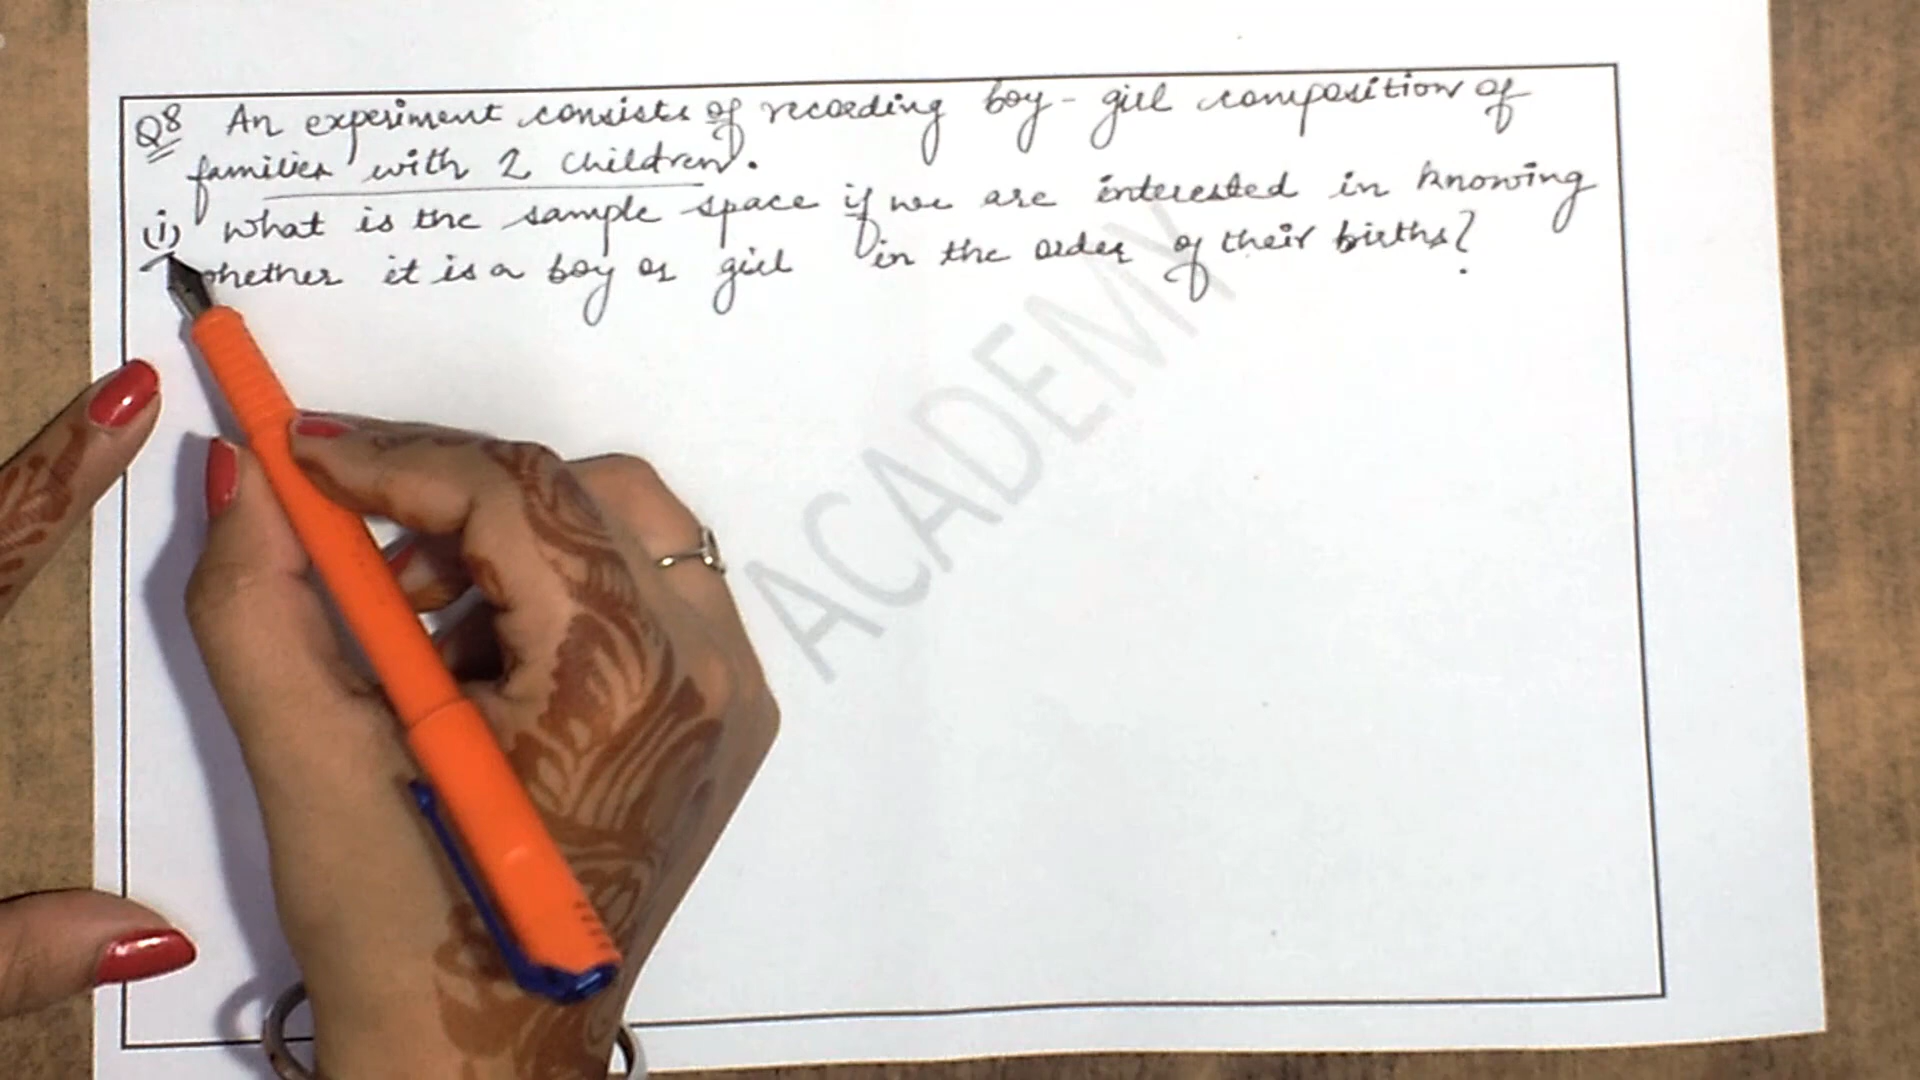 Q8 An experiment consists of recording boy-girl composition of
families with 2 children.
(i) What is the sample space if we are interested in knowing
whether it is a boy or girl in the order of their births?
ACADEMY